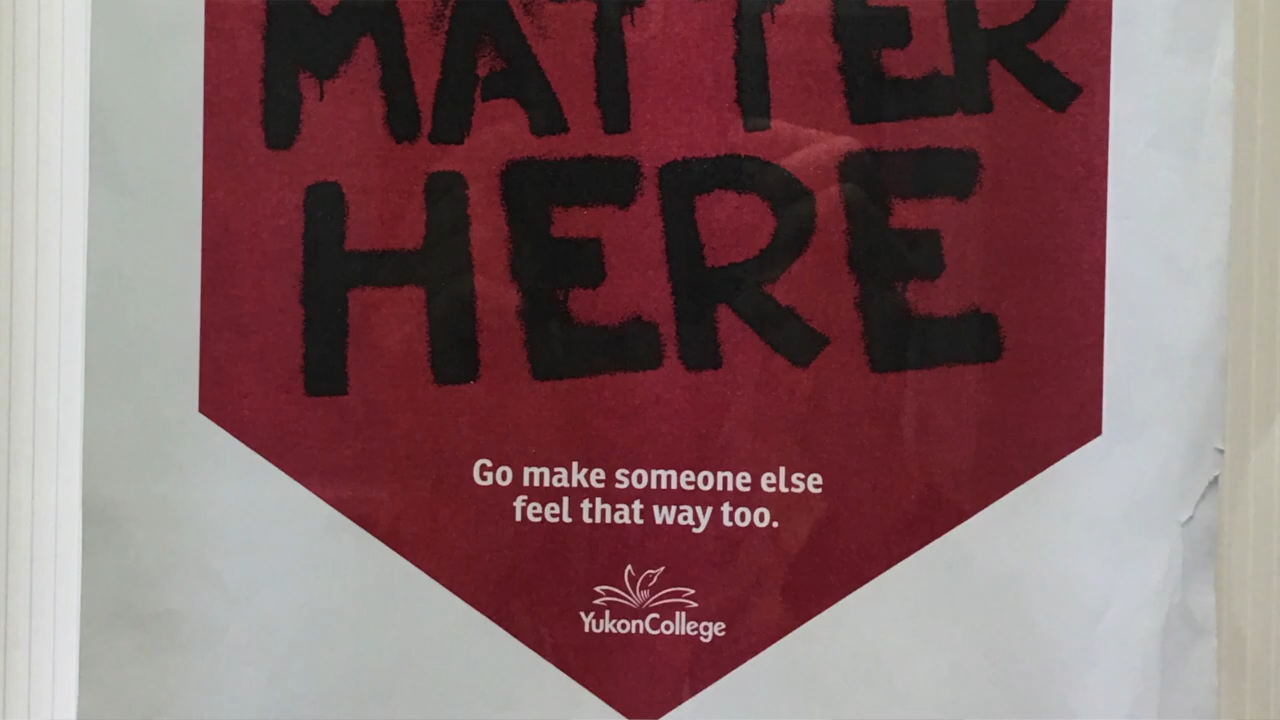 MATTER
HERE
Go make someone else
feel that way too.
YukonCollege